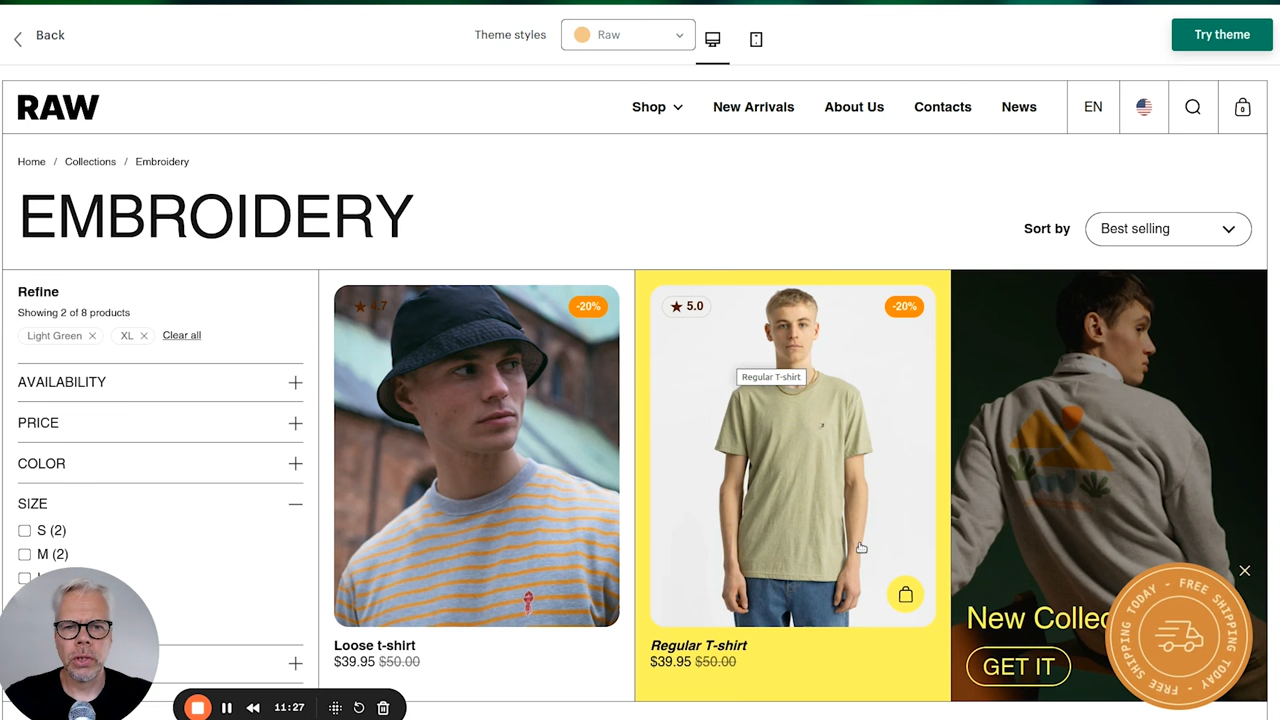 Back
Theme styles
Raw
Try theme
RAW
Shop
New Arrivals
About Us
Contacts
News
EN
0
Home / Collections / Embroidery
EMBROIDERY
Sort by
Best selling
Refine
Showing 2 of 8 products
Light Green
XL
Clear all
AVAILABILITY
PRICE
COLOR
SIZE
S (2)
M (2)
4.7
-20%
Loose t-shirt
$39.95 $50.00
5.0
-20%
Regular T-shirt
Regular T-shirt
$39.95 $50.00
New Collec
GET IT
FREE SHIPPING TODAY - FREE SHIPPING TODAY -
11:27